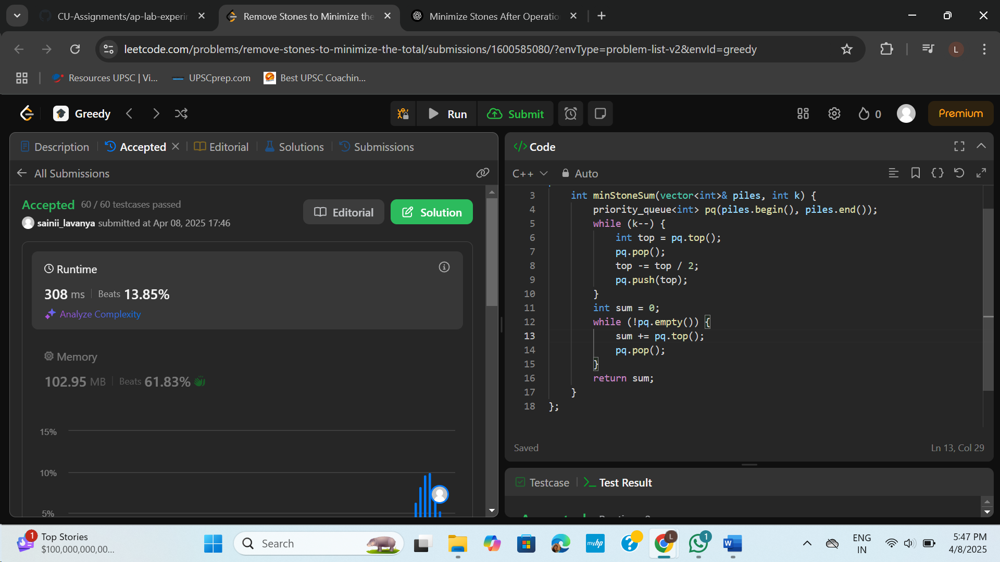 CU-Assignments/ap-lab-experin
Remove Stones to Minimize the
Minimize Stones After Operatio
leetcode.com/problems/remove-stones-to-minimize-the-total/submissions/1600585080/?envType=problem-list-v2&envId=greedy
L
Resources UPSC | Vi...
UPSCprep.com
Best UPSC Coachin...
Greedy
Run
Submit
0
Premium
Description
Accepted
Editorial
Solutions
Submissions
All Submissions
Accepted 60 / 60 testcases passed
sainii_lavanya submitted at Apr 08, 2025 17:46
Editorial
Solution
Runtime
308 ms
Beats 13.85%
Analyze Complexity
Memory
102.95 MB
Beats 61.83%
15%
10%
5%
</> Code
C++
Auto
3 int minStoneSum(vector<int>& piles, int k) {
4 priority_queue<int> pq(piles.begin(), piles.end());
5 while (k--) {
6 int top = pq.top();
7 pq.pop();
8 top -= top / 2;
9 pq.push(top);
10 }
11 int sum = 0;
12 while (!pq.empty()) {
13 sum += pq.top();
14 pq.pop();
15 }
16 return sum;
17 }
18 };
Saved
Ln 13, Col 29
Testcase
Test Result
1
Top Stories
$100,000,000,00...
Search
myhp
L
1
W
ENG
IN
5:47 PM
4/8/2025